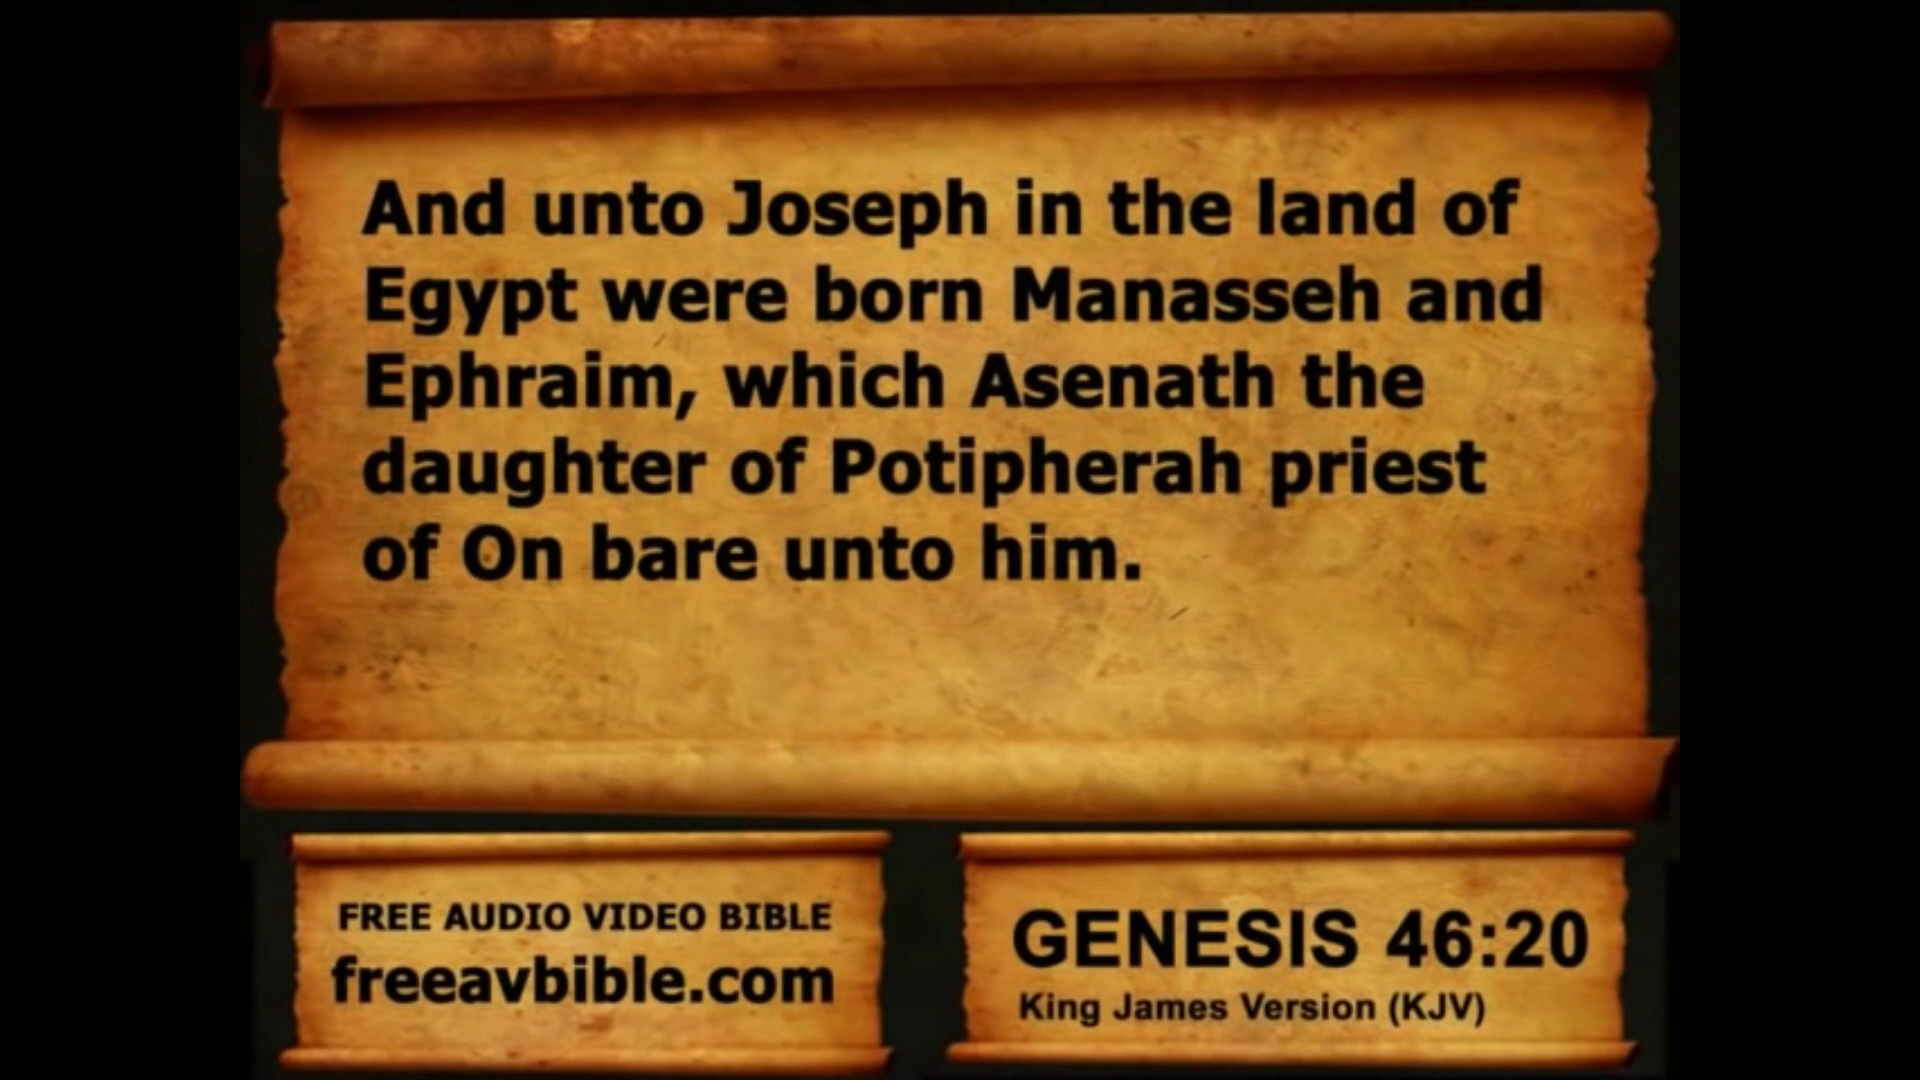 And unto Joseph in the land of
Egypt were born Manasseh and
Ephraim, which Asenath the
daughter of Potipherah priest
of On bare unto him.
FREE AUDIO VIDEO BIBLE
freeavbible.com
GENESIS 46:20
King James Version (KJV)